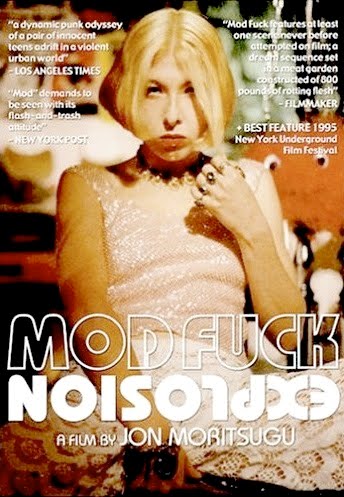 "a dynamic punk odyssey
of a pair of innocent
teens adrift in a violent
urban world"
– LOS ANGELES TIMES
"Mod" demands to
be seen with its
flash-and-trash
attitude"
– NEW YORK POST
"Mod Fuck features at least
one scene never before
attempted on film; a
dream sequence set
in a meat garden
constructed of 800
pounds of rotting flesh"
– FILMMAKER
+ BEST FEATURE 1995
New York Underground
Film Festival
MOD FUCK
EXPLOSION
A FILM BY JON MORITSUGU